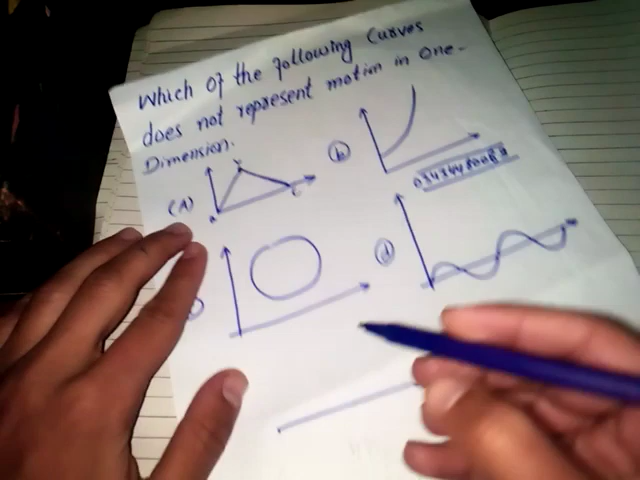 Which Of the following Curves
does not represent motion in one-
Dimension.
(A)
(b)
(d)